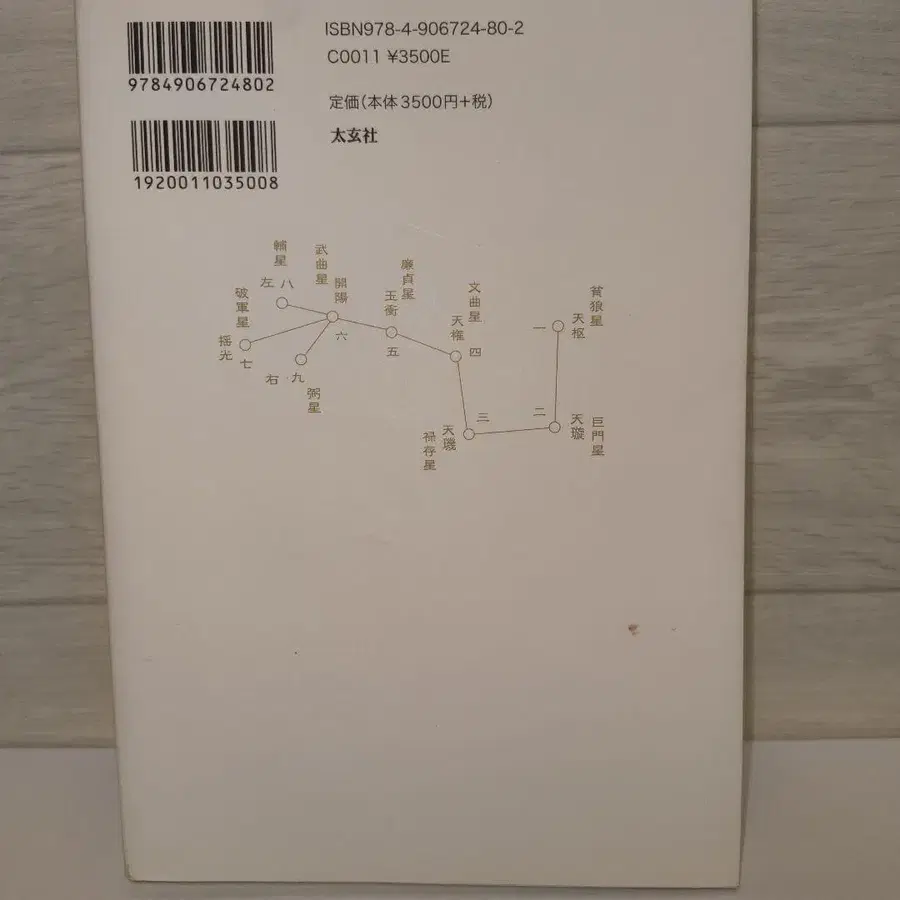 ISBN978-4-906724-80-2
C0011 ¥3500E
9784906724802
定価(本体3500円+税)
太玄社
1920011035008
輔星
左 八
武曲星
開陽
六
廉貞星
玉衝
五
文曲星
天権
四
貪狼星
天枢
一
破軍星
揺光
七
右 九
弼星
三
天璣
禄存星
二
天璇
巨門星